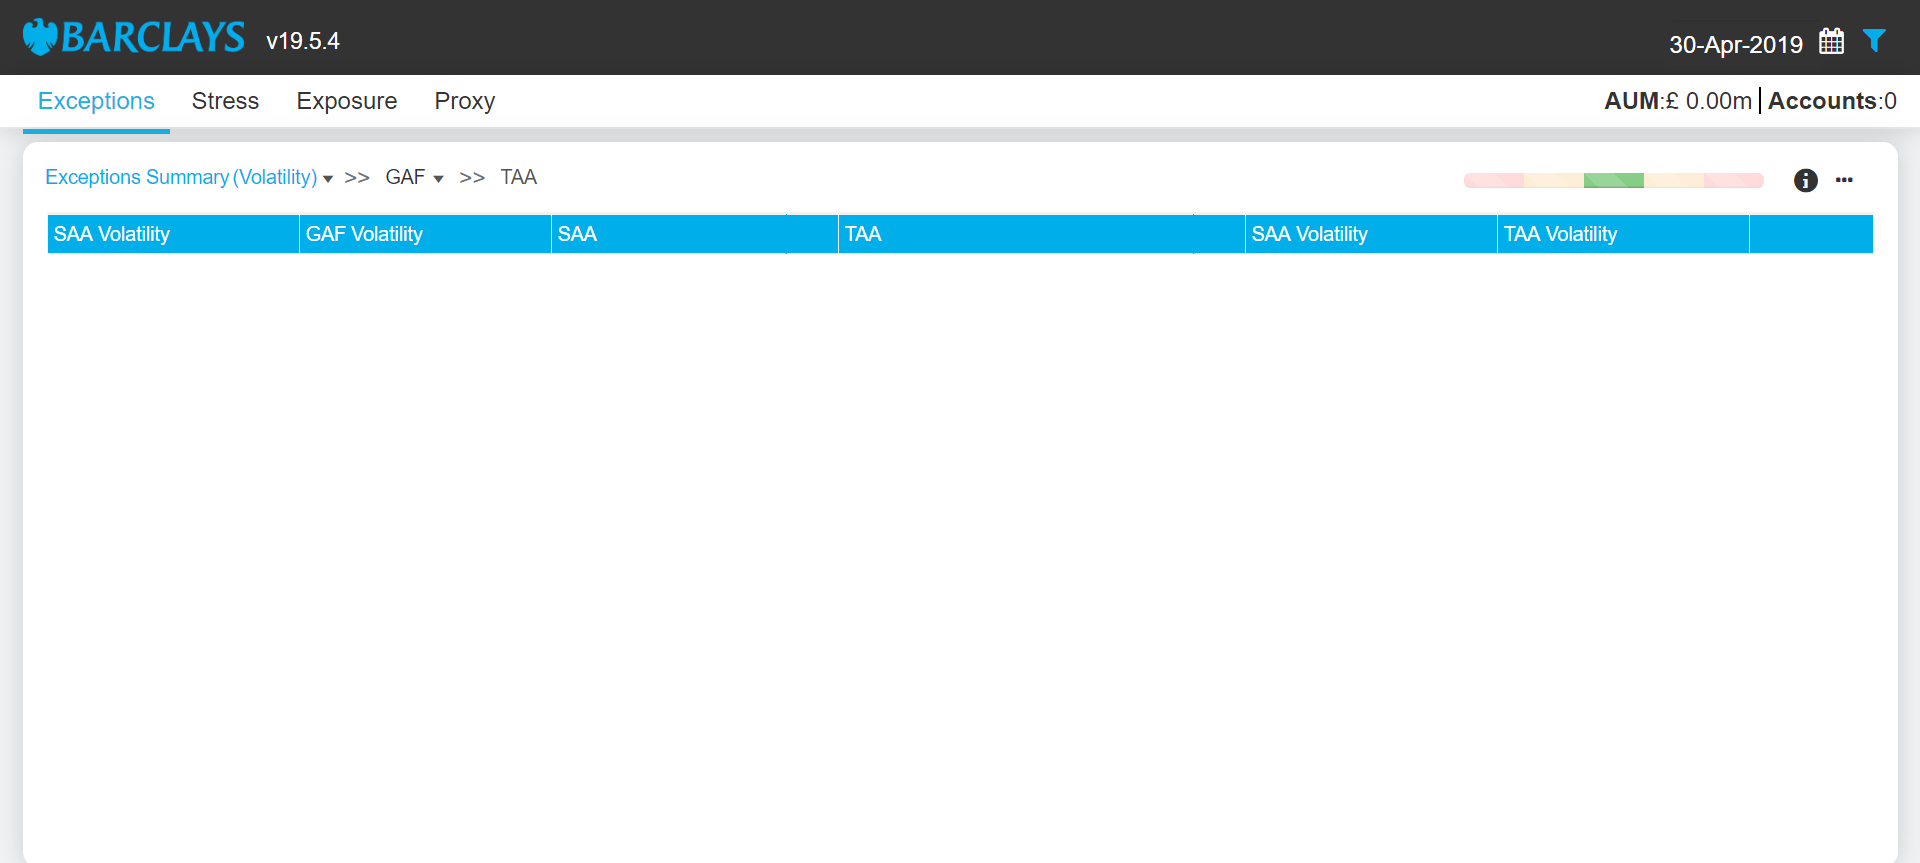 BARCLAYS v19.5.4 30-Apr-2019
Exceptions Stress Exposure Proxy AUM:£ 0.00m Accounts:0
Exceptions Summary (Volatility) >> GAF >> TAA
SAA Volatility GAF Volatility SAA TAA SAA Volatility TAA Volatility